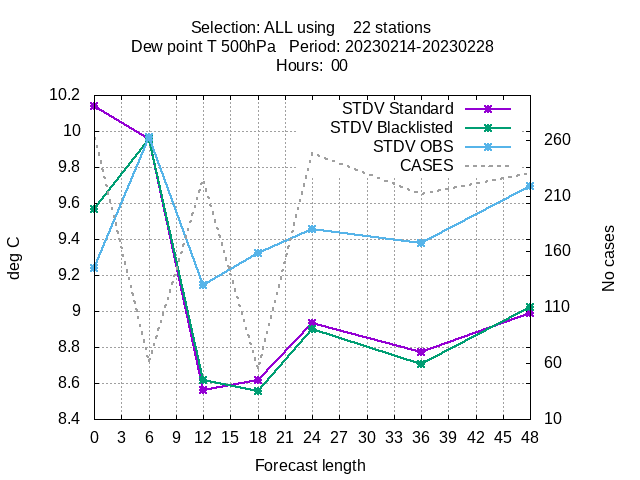 Selection: ALL using    22 stations
Dew point T 500hPa   Period: 20230214-20230228
Hours:  00
10.2
10
9.8
9.6
9.4
9.2
9
8.8
8.6
8.4
deg C
STDV Standard
STDV Blacklisted
STDV OBS
CASES
260
210
160
110
60
10
No cases
0 3 6 9 12 15 18 21 24 27 30 33 36 39 42 45 48
Forecast length